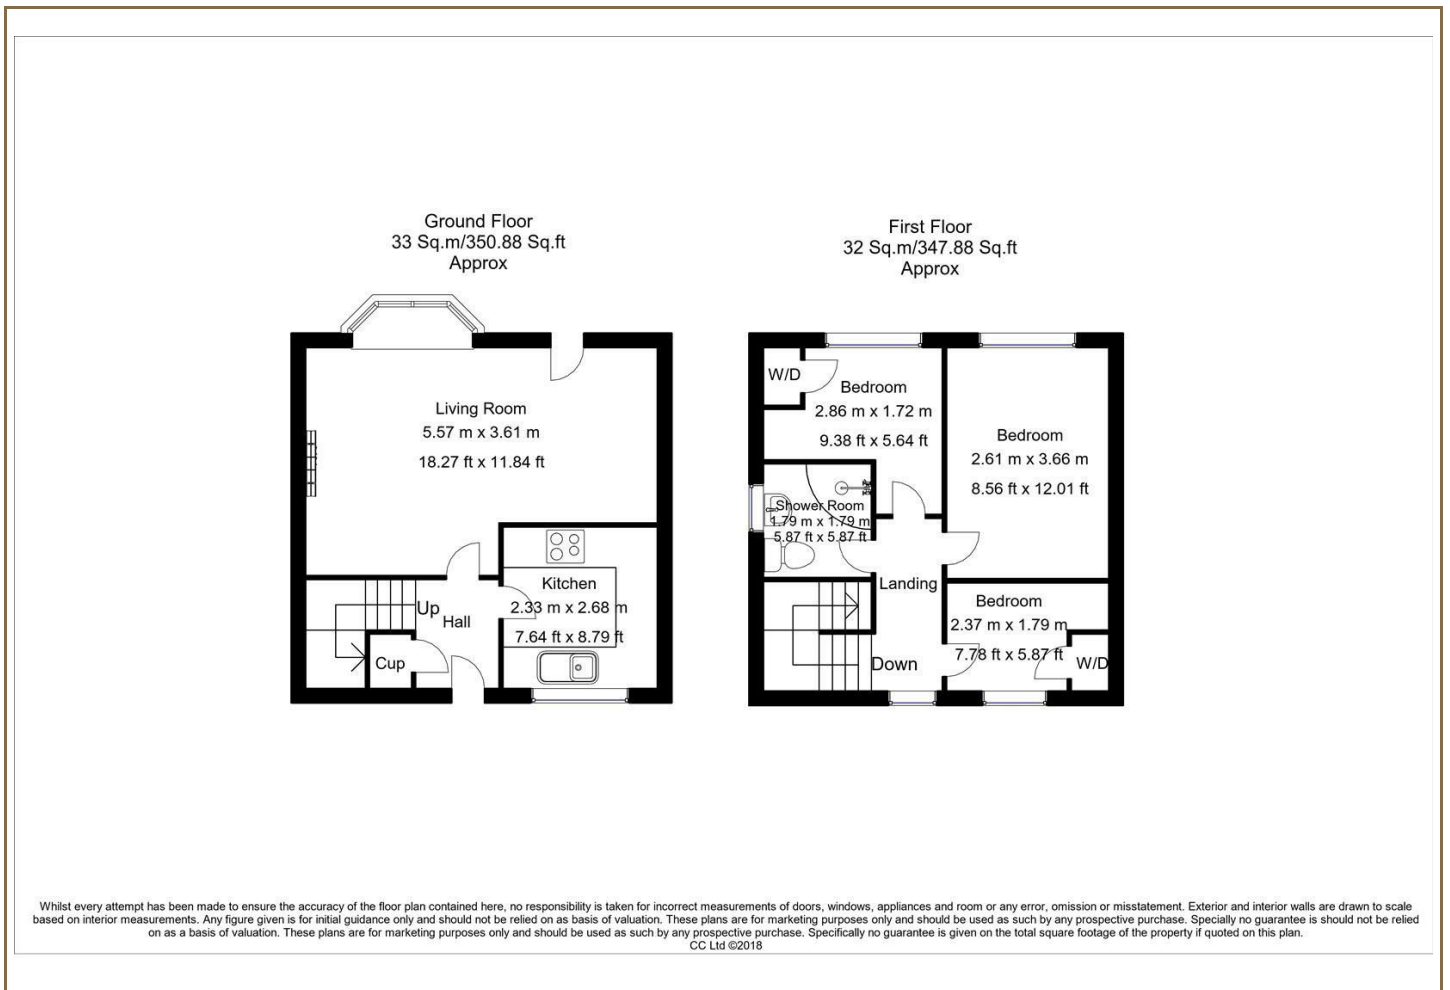 Ground Floor
33 Sq.m/350.88 Sq.ft
Approx
Living Room
5.57 m x 3.61 m
18.27 ft x 11.84 ft
Kitchen
2.33 m x 2.68 m
7.64 ft x 8.79 ft
Up
Hall
Cup
First Floor
32 Sq.m/347.88 Sq.ft
Approx
W/D
Bedroom
2.86 m x 1.72 m
9.38 ft x 5.64 ft
Bedroom
2.61 m x 3.66 m
8.56 ft x 12.01 ft
Shower Room
1.79 m x 1.79 m
5.87 ft x 5.87 ft
Landing
Bedroom
2.37 m x 1.79 m
7.78 ft x 5.87 ft
W/D
Down
Whilst every attempt has been made to ensure the accuracy of the floor plan contained here, no responsibility is taken for incorrect measurements of doors, windows, appliances and room or any error, omission or misstatement. Exterior and interior walls are drawn to scale
based on interior measurements. Any figure given is for initial guidance only and should not be relied on as basis of valuation. These plans are for marketing purposes only and should be used as such by any prospective purchase. Specially no guarantee is should not be relied
on as a basis of valuation. These plans are for marketing purposes only and should be used as such by any prospective purchase. Specifically no guarantee is given on the total square footage of the property if quoted on this plan.
CC Ltd ©2018